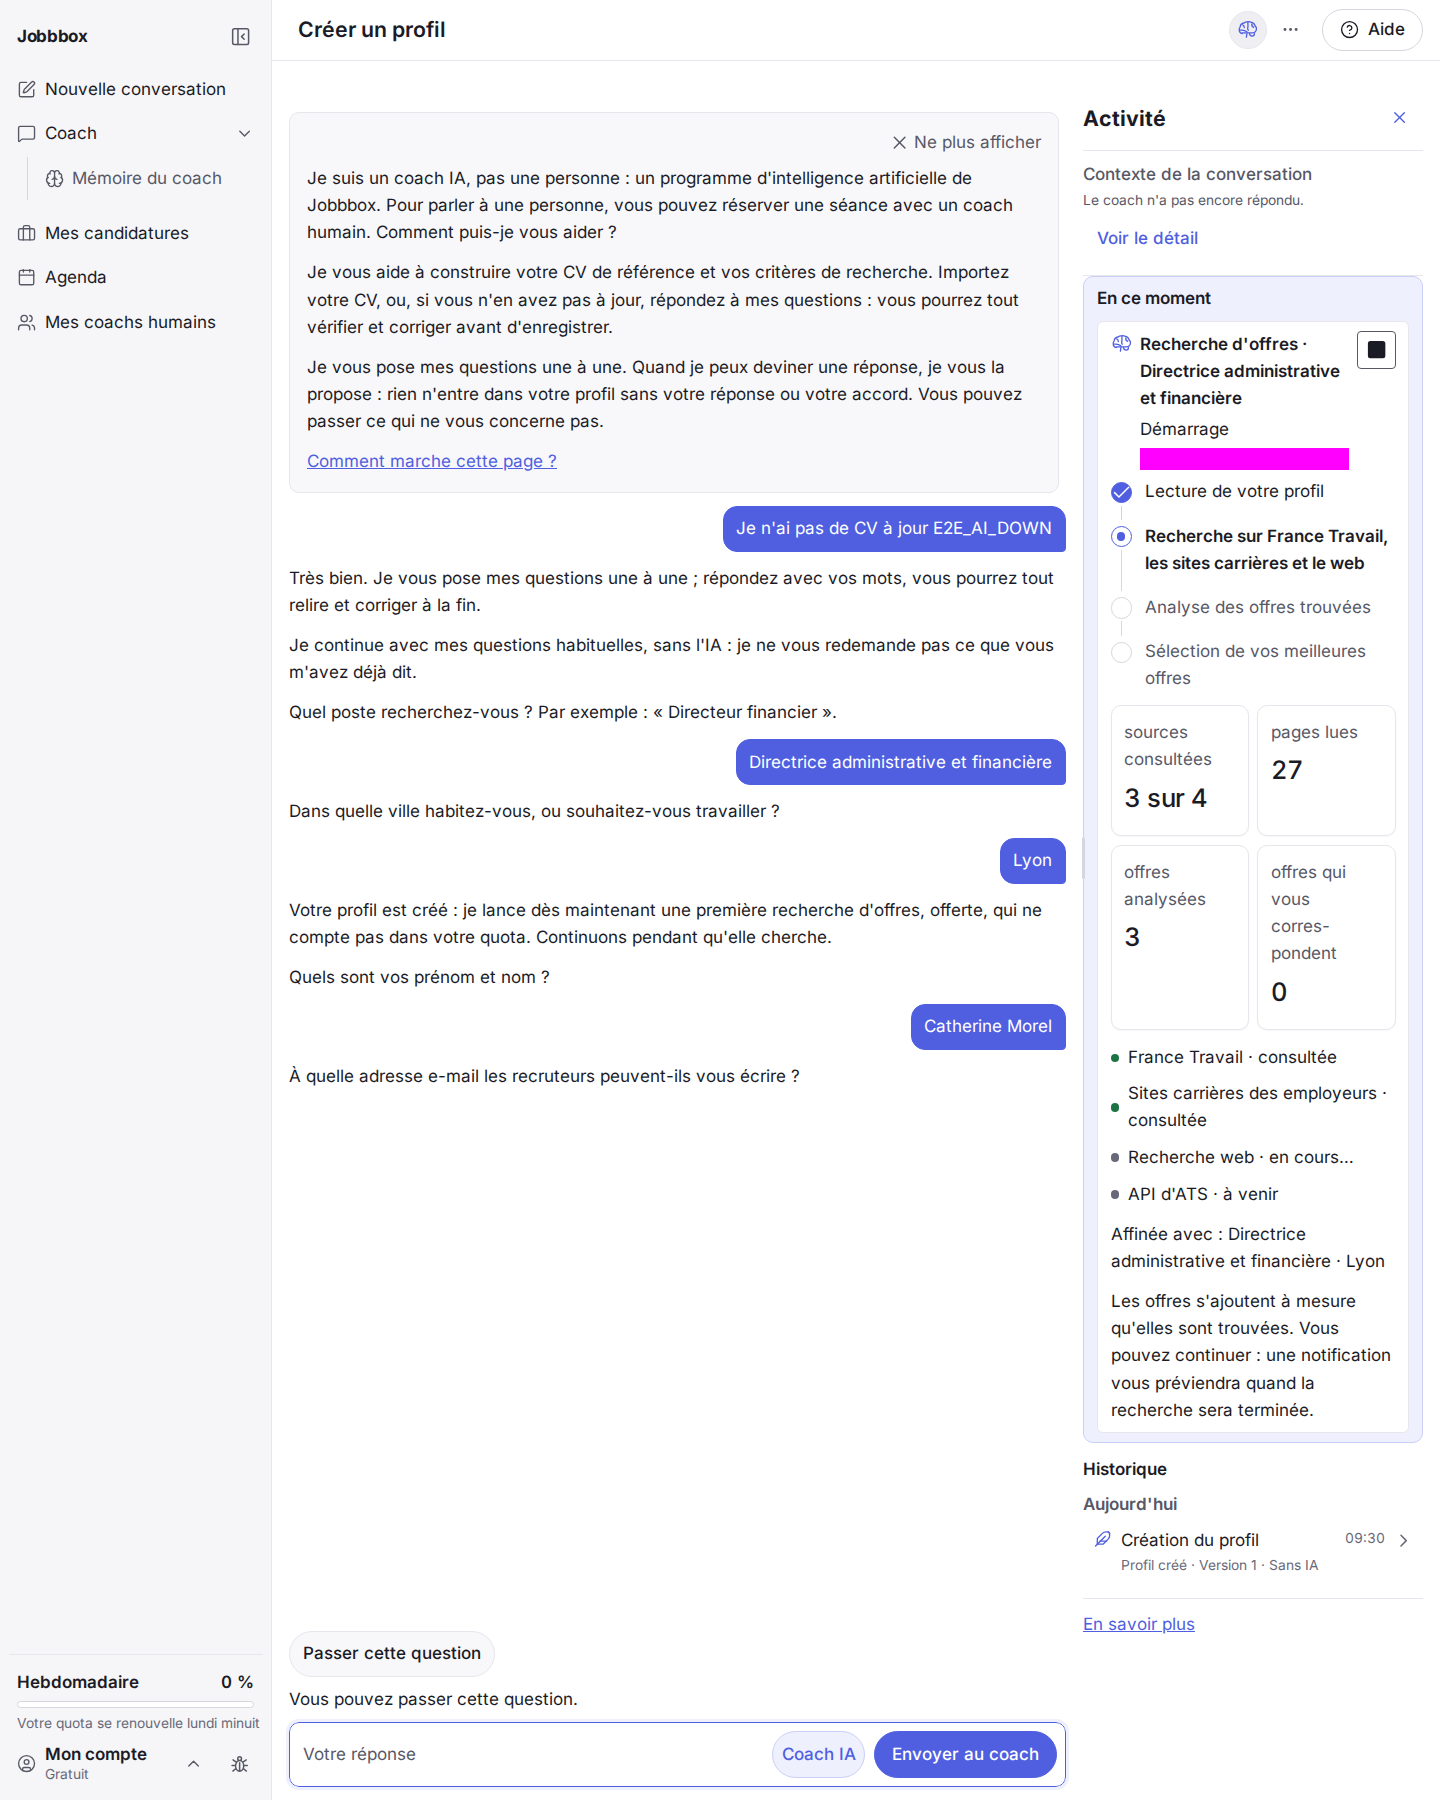 Jobbbox
Nouvelle conversation
Coach
Mémoire du coach
Mes candidatures
Agenda
Mes coachs humains
Hebdomadaire 0 %
Votre quota se renouvelle lundi minuit
Mon compte
Gratuit
Créer un profil
Aide
Ne plus afficher
Je suis un coach IA, pas une personne : un programme d'intelligence artificielle de
Jobbbox. Pour parler à une personne, vous pouvez réserver une séance avec un coach
humain. Comment puis-je vous aider ?
Je vous aide à construire votre CV de référence et vos critères de recherche. Importez
votre CV, ou, si vous n'en avez pas à jour, répondez à mes questions : vous pourrez tout
vérifier et corriger avant d'enregistrer.
Je vous pose mes questions une à une. Quand je peux deviner une réponse, je vous la
propose : rien n'entre dans votre profil sans votre réponse ou votre accord. Vous pouvez
passer ce qui ne vous concerne pas.
Comment marche cette page ?
Je n'ai pas de CV à jour E2E_AI_DOWN
Très bien. Je vous pose mes questions une à une ; répondez avec vos mots, vous pourrez tout
relire et corriger à la fin.
Je continue avec mes questions habituelles, sans l'IA : je ne vous redemande pas ce que vous
m'avez déjà dit.
Quel poste recherchez-vous ? Par exemple : « Directeur financier ».
Directrice administrative et financière
Dans quelle ville habitez-vous, ou souhaitez-vous travailler ?
Lyon
Votre profil est créé : je lance dès maintenant une première recherche d'offres, offerte, qui ne
compte pas dans votre quota. Continuons pendant qu'elle cherche.
Quels sont vos prénom et nom ?
Catherine Morel
À quelle adresse e-mail les recruteurs peuvent-ils vous écrire ?
Passer cette question
Vous pouvez passer cette question.
Votre réponse
Coach IA
Envoyer au coach
Activité
Contexte de la conversation
Le coach n'a pas encore répondu.
Voir le détail
En ce moment
Recherche d'offres ·
Directrice administrative
et financière
Démarrage
Lecture de votre profil
Recherche sur France Travail,
les sites carrières et le web
Analyse des offres trouvées
Sélection de vos meilleures
offres
sources
consultées
3 sur 4
pages lues
27
offres
analysées
3
offres qui
vous
corres-
pondent
0
France Travail · consultée
Sites carrières des employeurs ·
consultée
Recherche web · en cours…
API d'ATS · à venir
Affinée avec : Directrice
administrative et financière · Lyon
Les offres s'ajoutent à mesure
qu'elles sont trouvées. Vous
pouvez continuer : une notification
vous préviendra quand la
recherche sera terminée.
Historique
Aujourd'hui
Création du profil 09:30
Profil créé · Version 1 · Sans IA
En savoir plus